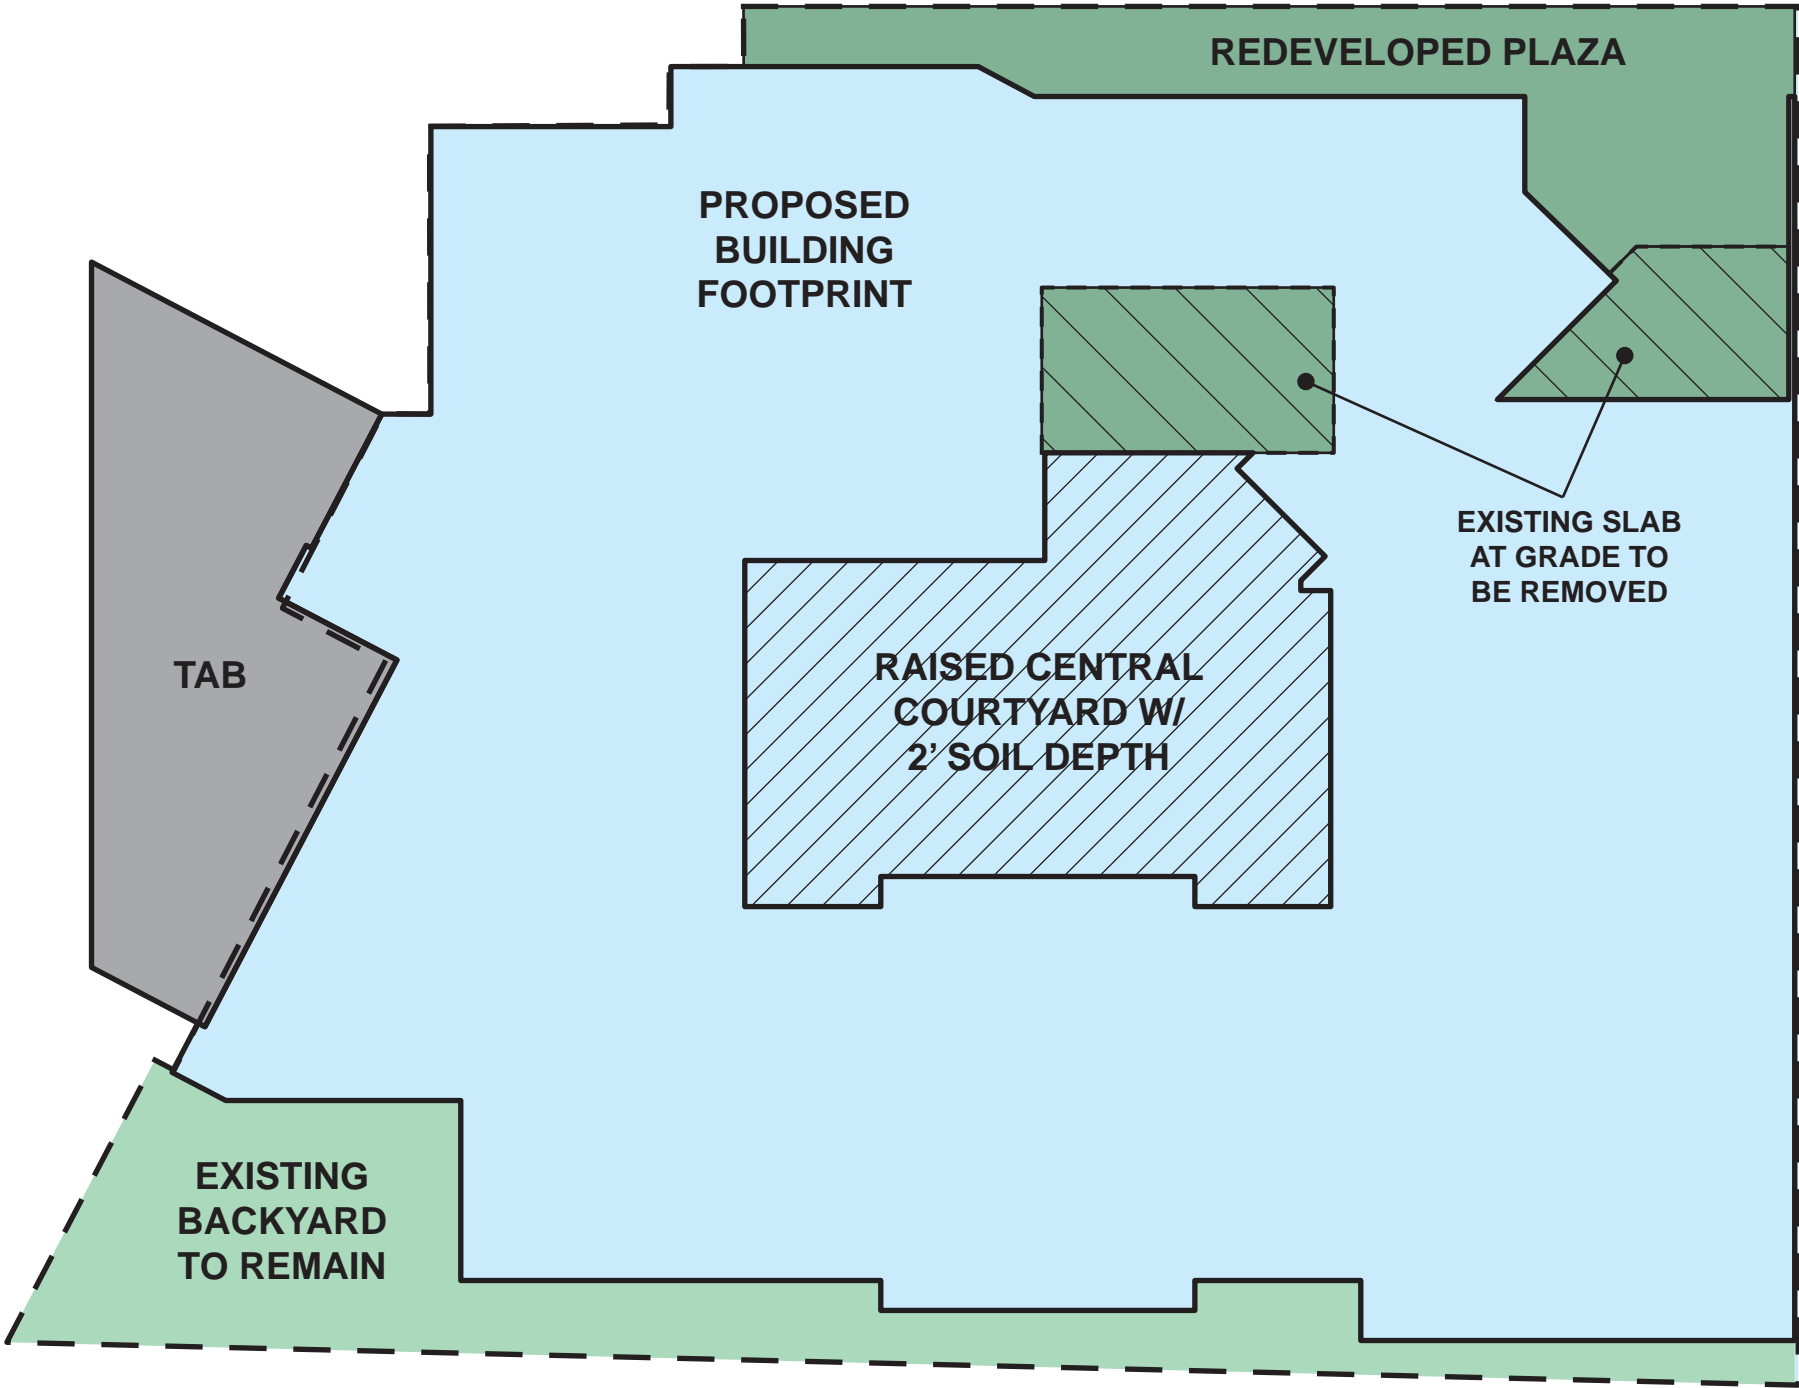 REDEVELOPED PLAZA
PROPOSED
BUILDING
FOOTPRINT
EXISTING SLAB
AT GRADE TO
BE REMOVED
TAB
RAISED CENTRAL
COURTYARD W/
2’ SOIL DEPTH
EXISTING
BACKYARD
TO REMAIN